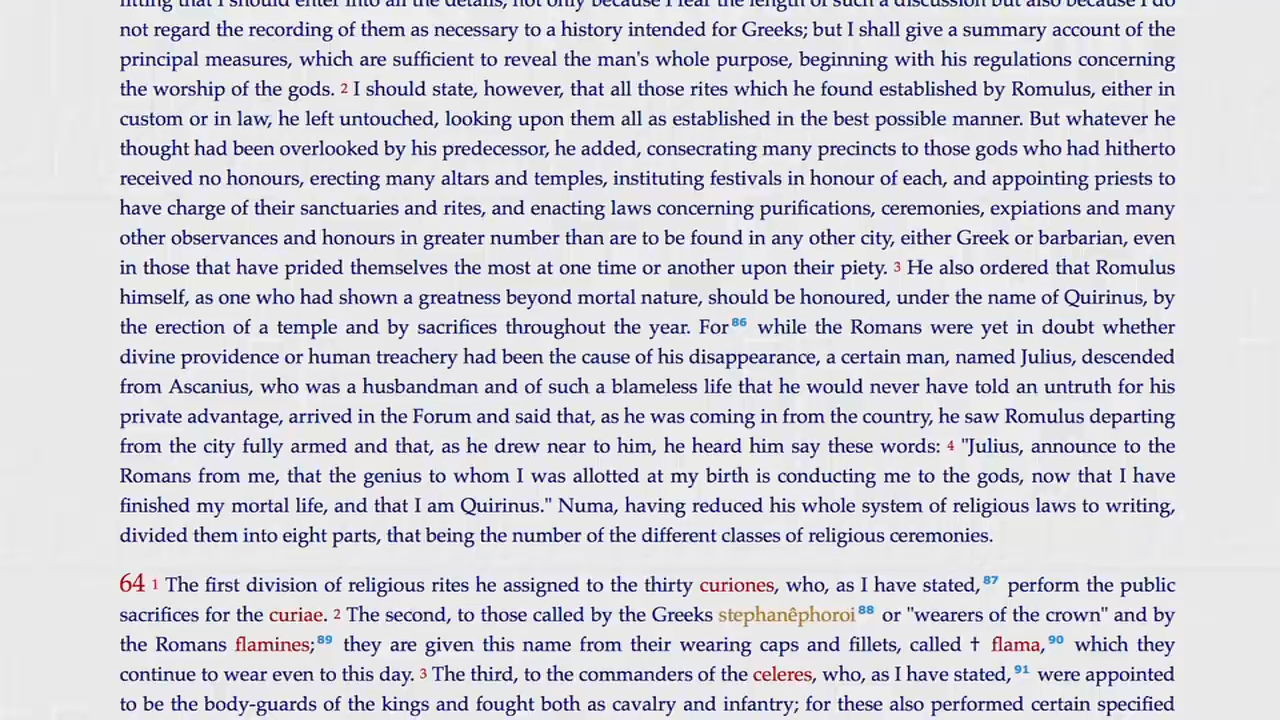 fitting that I should enter into all the details, not only because I fear the length of such a discussion but also because I do
not regard the recording of them as necessary to a history intended for Greeks; but I shall give a summary account of the
principal measures, which are sufficient to reveal the man's whole purpose, beginning with his regulations concerning
the worship of the gods. 2 I should state, however, that all those rites which he found established by Romulus, either in
custom or in law, he left untouched, looking upon them all as established in the best possible manner. But whatever he
thought had been overlooked by his predecessor, he added, consecrating many precincts to those gods who had hitherto
received no honours, erecting many altars and temples, instituting festivals in honour of each, and appointing priests to
have charge of their sanctuaries and rites, and enacting laws concerning purifications, ceremonies, expiations and many
other observances and honours in greater number than are to be found in any other city, either Greek or barbarian, even
in those that have prided themselves the most at one time or another upon their piety. 3 He also ordered that Romulus
himself, as one who had shown a greatness beyond mortal nature, should be honoured, under the name of Quirinus, by
the erection of a temple and by sacrifices throughout the year. For86 while the Romans were yet in doubt whether
divine providence or human treachery had been the cause of his disappearance, a certain man, named Julius, descended
from Ascanius, who was a husbandman and of such a blameless life that he would never have told an untruth for his
private advantage, arrived in the Forum and said that, as he was coming in from the country, he saw Romulus departing
from the city fully armed and that, as he drew near to him, he heard him say these words: 4 "Julius, announce to the
Romans from me, that the genius to whom I was allotted at my birth is conducting me to the gods, now that I have
finished my mortal life, and that I am Quirinus." Numa, having reduced his whole system of religious laws to writing,
divided them into eight parts, that being the number of the different classes of religious ceremonies.
64 1 The first division of religious rites he assigned to the thirty curiones, who, as I have stated,87 perform the public
sacrifices for the curiae. 2 The second, to those called by the Greeks stephanêphoroi88 or "wearers of the crown" and by
the Romans flamines;89 they are given this name from their wearing caps and fillets, called † flama,90 which they
continue to wear even to this day. 3 The third, to the commanders of the celeres, who, as I have stated,91 were appointed
to be the body-guards of the kings and fought both as cavalry and infantry; for these also performed certain specified